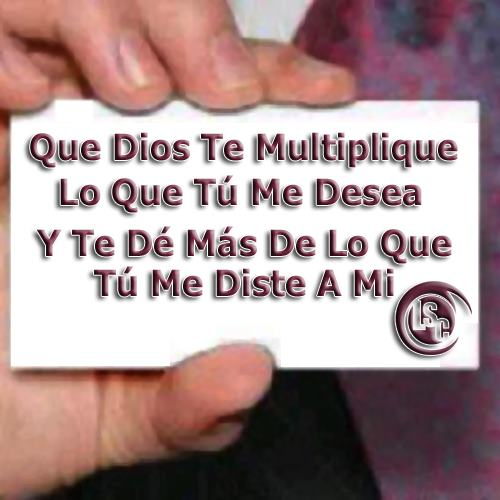 Que Dios Te Multiplique
Lo Que Tú Me Desea
Y Te Dé Más De Lo Que
Tú Me Diste A Mi
LSC